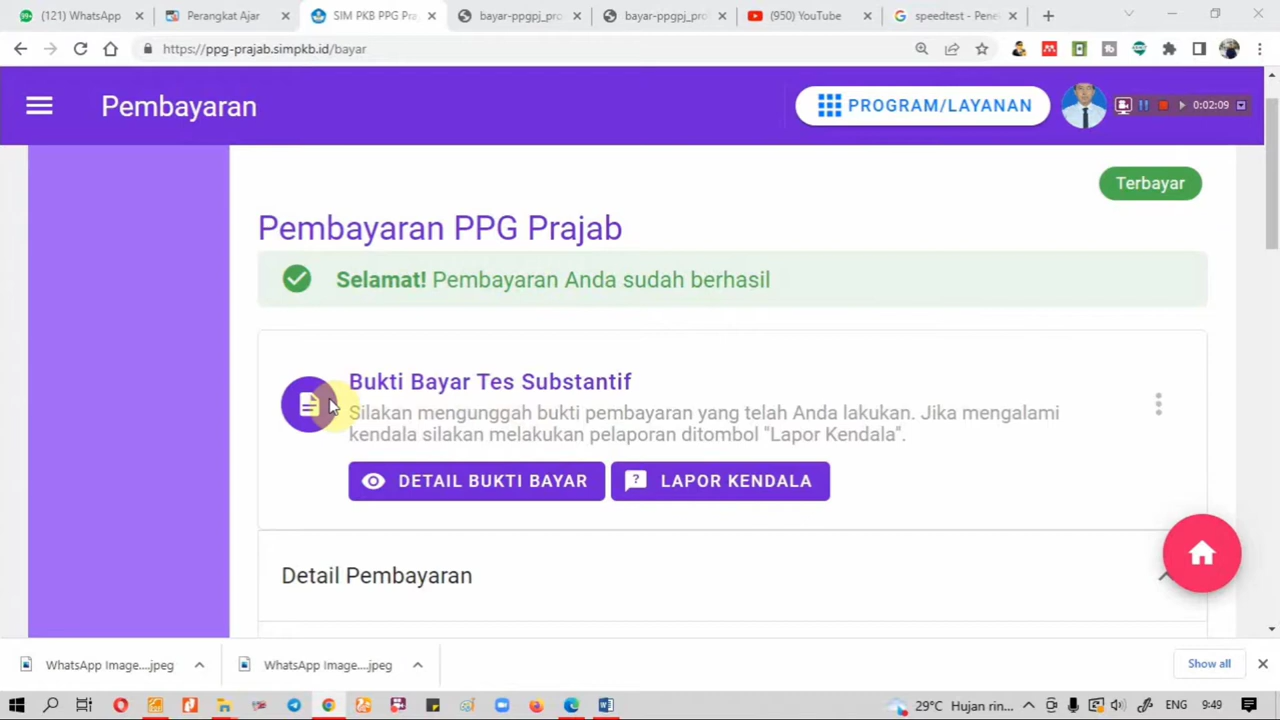 (121) WhatsApp
Perangkat Ajar
SIM PKB PPG Pra
bayar-ppgpj_pro
bayar-ppgpj_pro
(950) YouTube
speedtest - Pene
https://ppg-prajab.simpkb.id/bayar
Pembayaran
PROGRAM/LAYANAN
0:02:09
Terbayar
Pembayaran PPG Prajab
Selamat! Pembayaran Anda sudah berhasil
Bukti Bayar Tes Substantif
Silakan mengunggah bukti pembayaran yang telah Anda lakukan. Jika mengalami
kendala silakan melakukan pelaporan ditombol "Lapor Kendala".
DETAIL BUKTI BAYAR
LAPOR KENDALA
Detail Pembayaran
WhatsApp Image....jpeg
WhatsApp Image....jpeg
Show all
29°C Hujan rin...
ENG
9:49